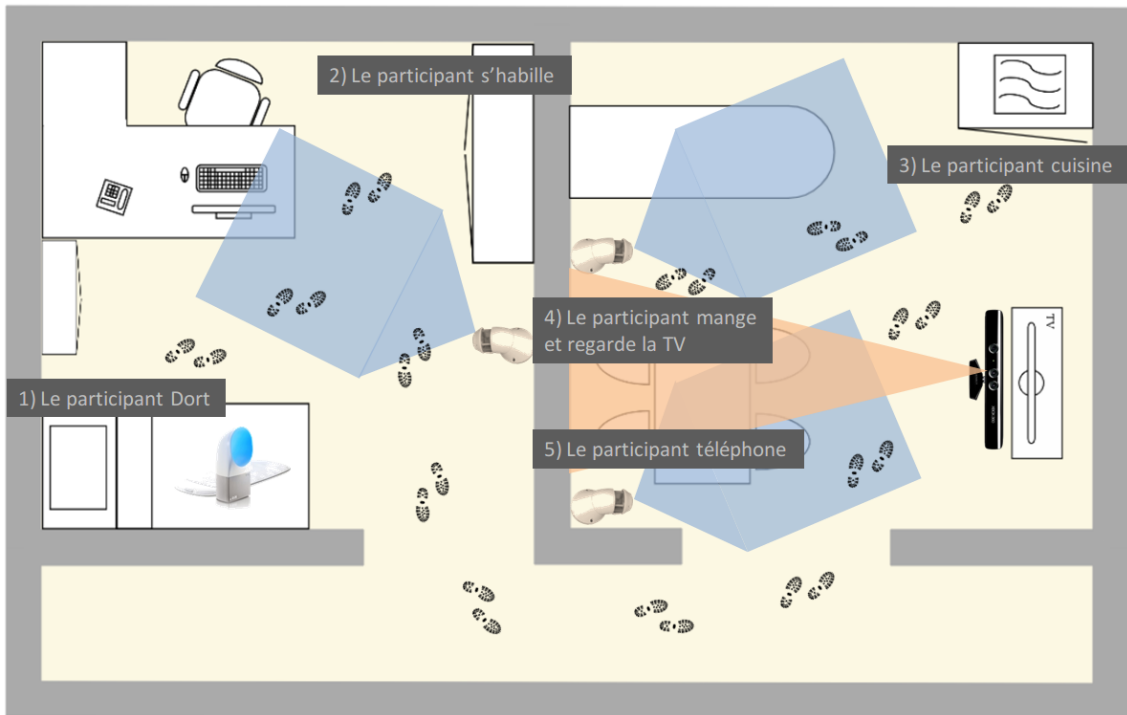 2) Le participant s’habille
3) Le participant cuisine
4) Le participant mange
et regarde la TV
TV
1) Le participant Dort
5) Le participant téléphone